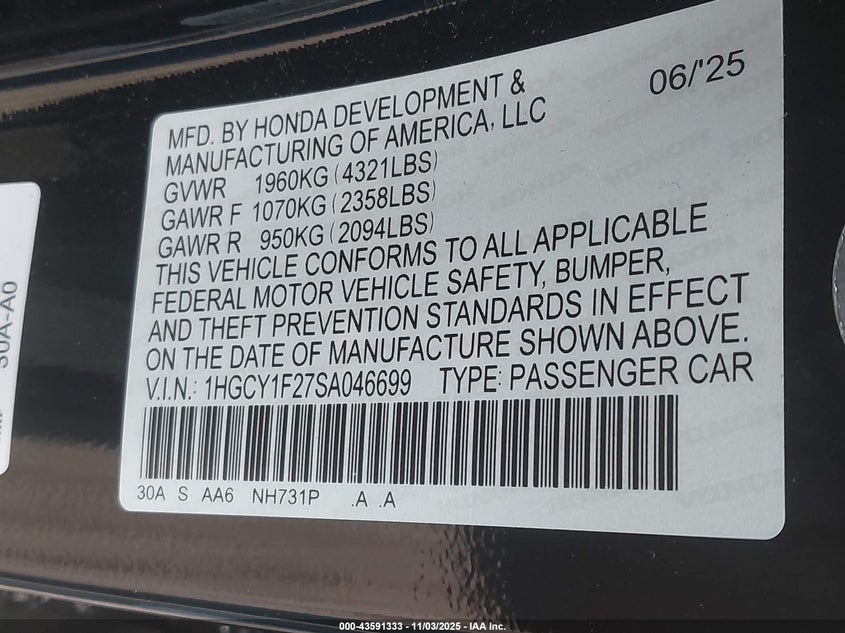 06/'25
MFD. BY HONDA DEVELOPMENT &
MANUFACTURING OF AMERICA, LLC
GVWR 1960KG (4321LBS)
GAWR F 1070KG (2358LBS)
GAWR R 950KG (2094LBS)
THIS VEHICLE CONFORMS TO ALL APPLICABLE
FEDERAL MOTOR VEHICLE SAFETY, BUMPER,
AND THEFT PREVENTION STANDARDS IN EFFECT
ON THE DATE OF MANUFACTURE SHOWN ABOVE.
V.I.N.: 1HGCY1F27SA046699 TYPE: PASSENGER CAR
30A S AA6 NH731P .A .A
30A-A0
000-43591333 - 11/03/2025 - IAA Inc.